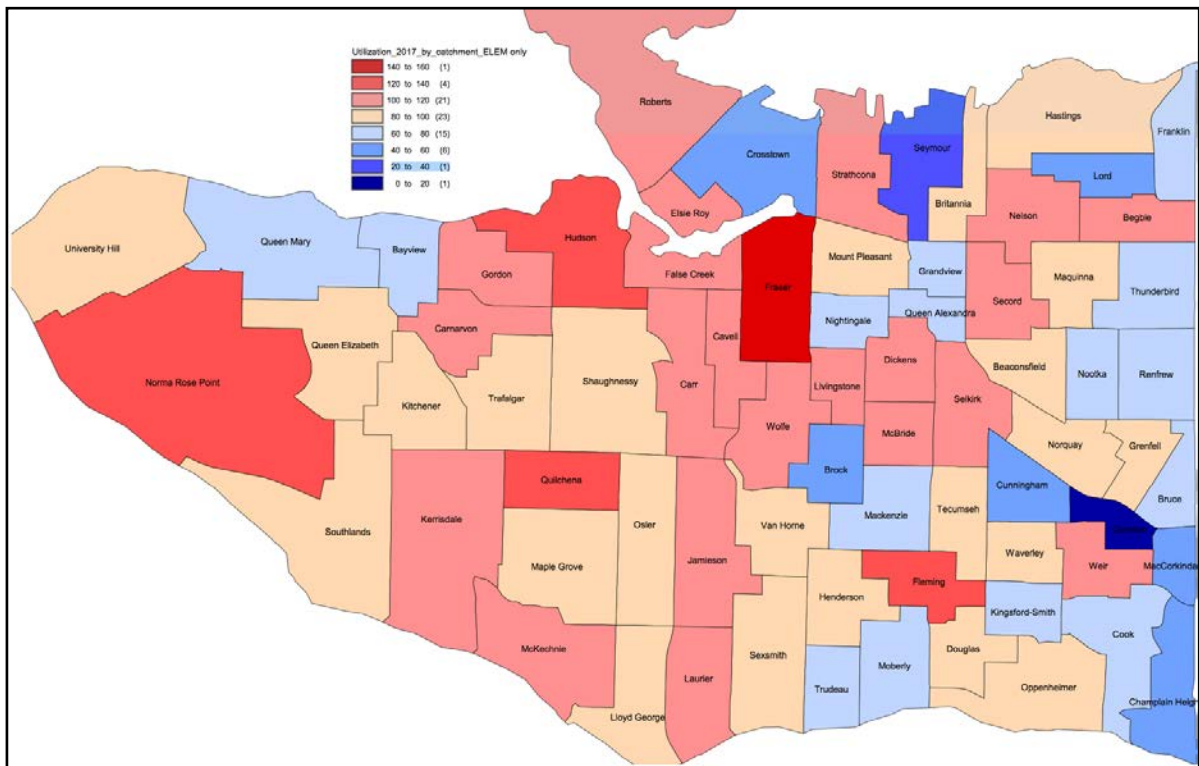 Utilization_2017_by_catchment_ELEM only
140 to 160 (1)
120 to 140 (4)
100 to 120 (21)
80 to 100 (23)
60 to 80 (15)
40 to 60 (6)
20 to 40 (1)
0 to 20 (1)
Roberts
Hastings
Franklin
Crosstown
Seymour
Strathcona
Lord
Britannia
Elsie Roy
Nelson
Begbie
Hudson
University Hill
Queen Mary
Bayview
Mount Pleasant
Gordon
False Creek
Grandview
Maquinna
Fraser
Thunderbird
Secord
Nightingale
Queen Alexandra
Carnarvon
Cavell
Queen Elizabeth
Dickens
Beaconsfield
Norma Rose Point
Shaughnessy
Carr
Livingstone
Nootka
Renfrew
Kitchener
Trafalgar
Selkirk
Wolfe
McBride
Norquay
Grenfell
Brock
Quilchena
Cunningham
Bruce
Tecumseh
Mackenzie
Kerrisdale
Osler
Van Horne
Southlands
Waverley
Jamieson
Maple Grove
Weir
MacCorkinda
Fleming
Henderson
Kingsford-Smith
Cook
McKechnie
Sexsmith
Douglas
Moberly
Laurier
Trudeau
Oppenheimer
Champlain Heigh
Lloyd George